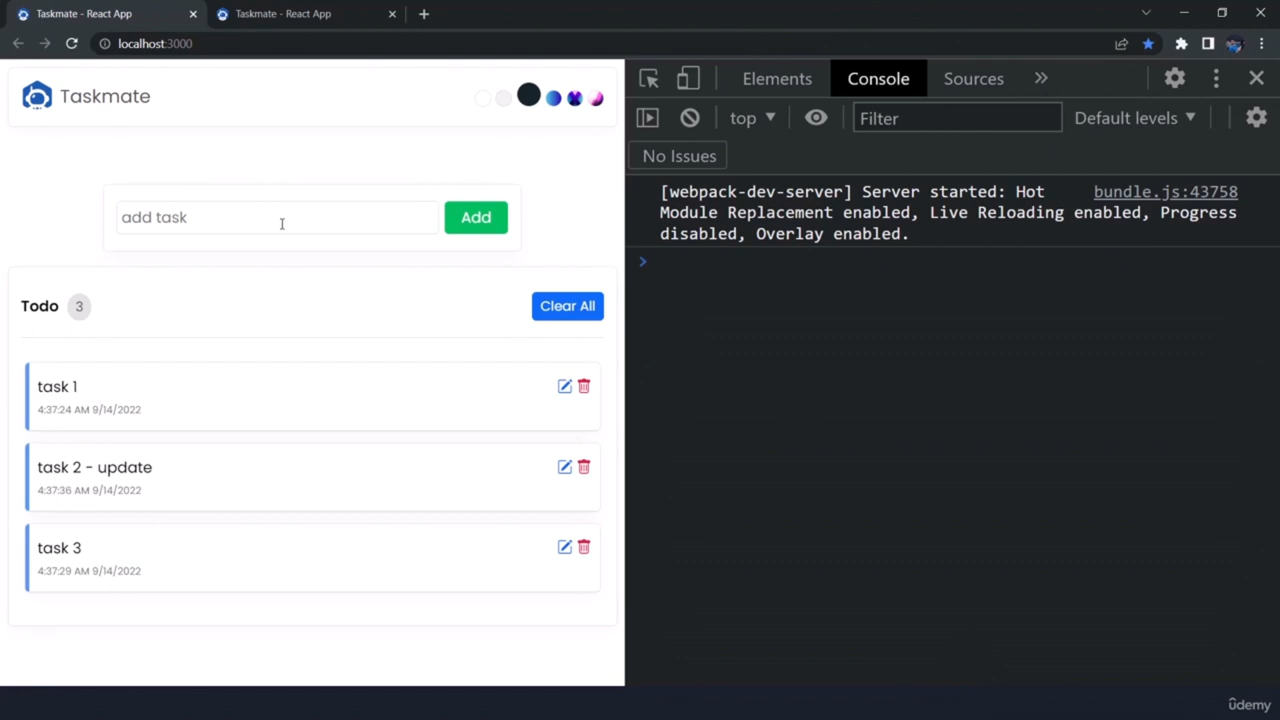 Taskmate - React App
Taskmate - React App
localhost:3000
Taskmate
add task
Add
Todo 3
Clear All
task 1
4:37:24 AM 9/14/2022
task 2 - update
4:37:36 AM 9/14/2022
task 3
4:37:29 AM 9/14/2022
Elements Console Sources
top Filter Default levels
No Issues
[webpack-dev-server] Server started: Hot bundle.js:43758
Module Replacement enabled, Live Reloading enabled, Progress
disabled, Overlay enabled.
ûdemy